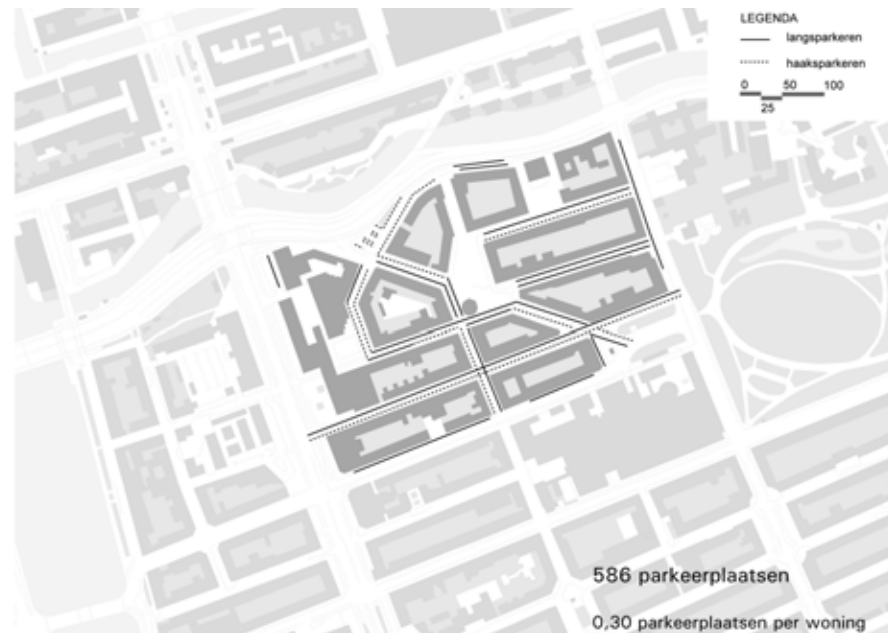 LEGENDA
langsparkeren
haaksparkeren
0 50 100
25
586 parkeerplaatsen
0,30 parkeerplaatsen per woning